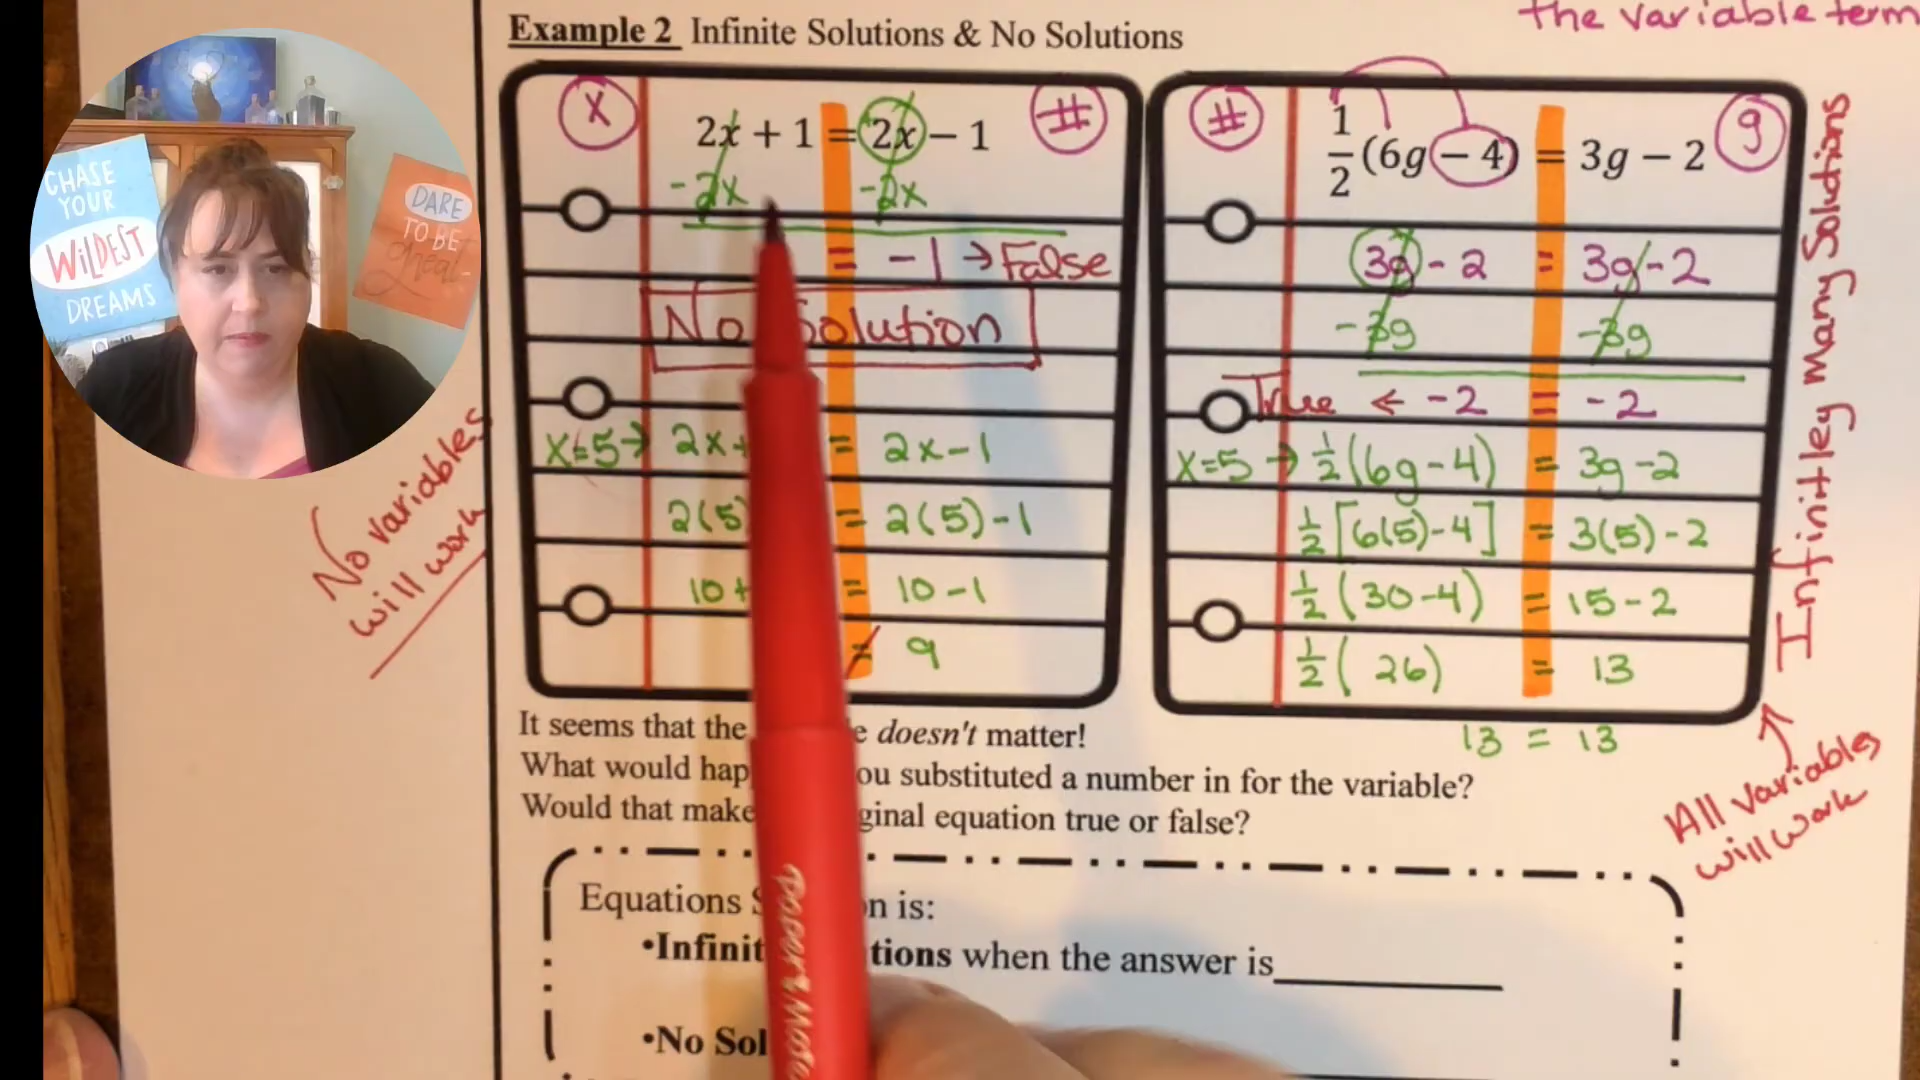 the variable term
Example 2 Infinite Solutions & No Solutions
CHASE
YOUR
WiLDEST
DREAMS
DARE
TO BE
great
X
2x + 1 = 2x − 1
#
-2x -2x
= -1 → False
No Solution
x=5→ 2x+ = 2x-1
2(5) = 2(5)-1
10+ = 10-1
= 9
No variables
will work
#
1/2(6g − 4) = 3g − 2
g
3g - 2 = 3g - 2
-3g -3g
True ← -2 = -2
x=5 → 1/2(6g-4) = 3g-2
1/2[6(5)-4] = 3(5)-2
1/2(30-4) = 15-2
1/2( 26) = 13
13 = 13
Infinitley Many Solutions
All variables
will work
It seems that the e doesn't matter!
What would hap ou substituted a number in for the variable?
Would that make ginal equation true or false?
Equations S n is:
•Infinit tions when the answer is______
•No Sol
Paper Mate